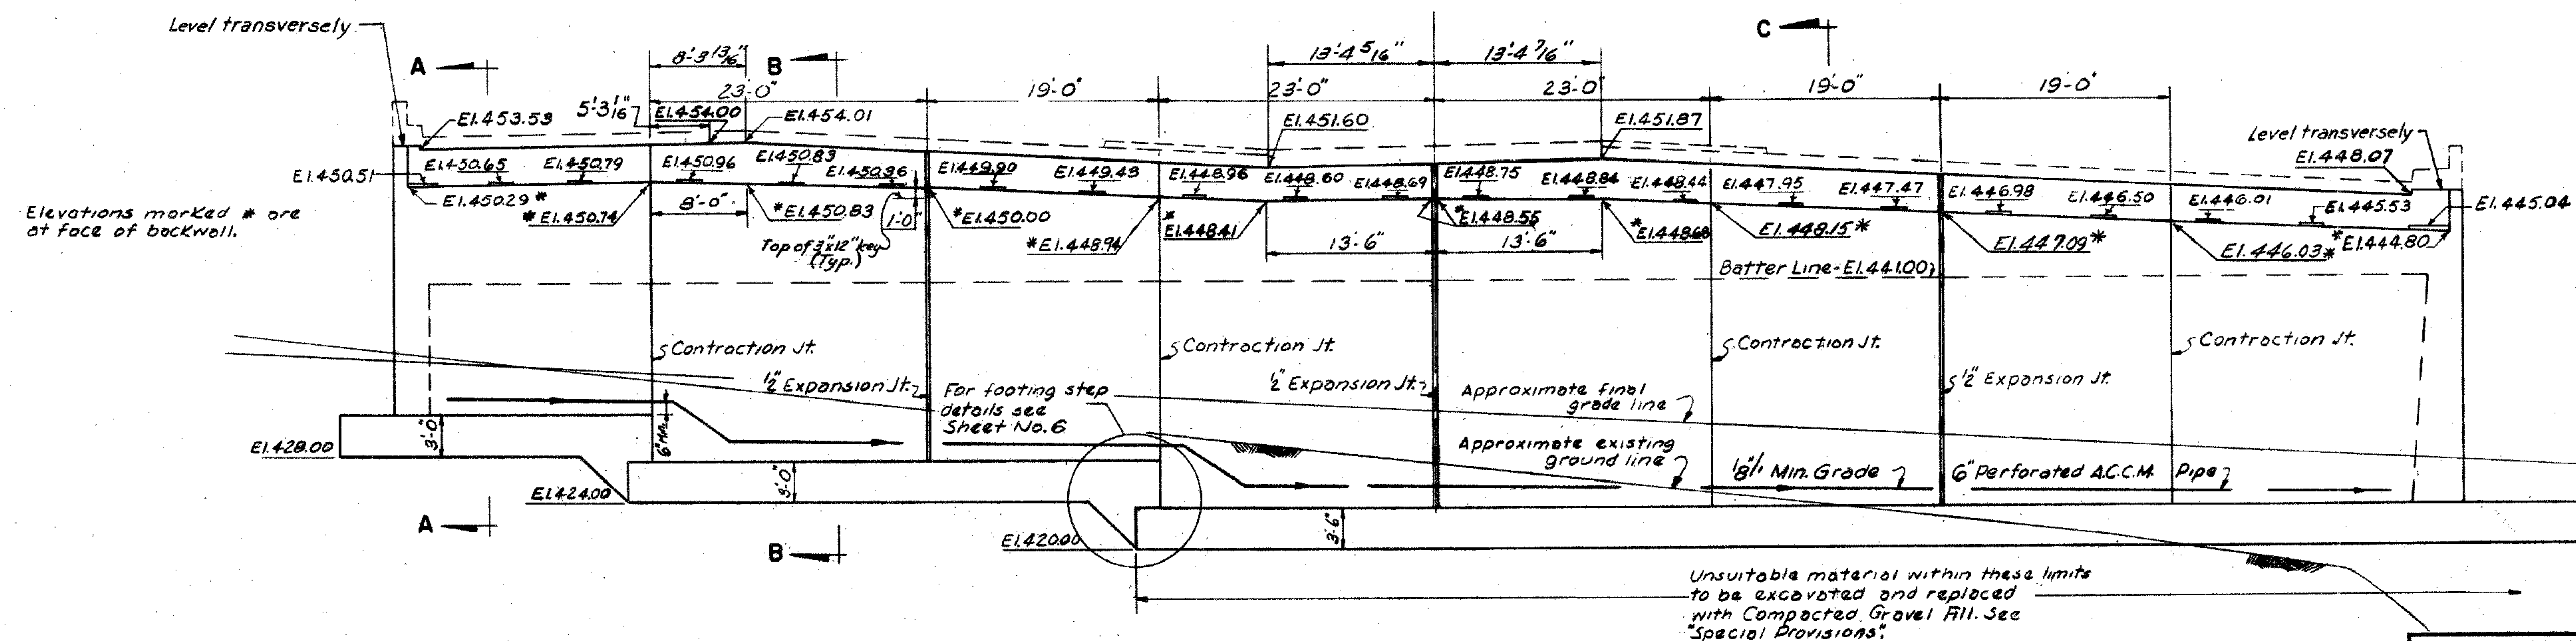 Level transversely
A
8'-3 13/16"
B
13'-4 5/16"
13'-4 7/16"
C
23'-0"
19'-0"
23'-0"
23'-0"
19'-0"
19'-0"
5'-3 1/16"
El.453.53
El.454.00
El.454.01
El.451.60
El.451.87
Level transversely
El.448.07
El.450.51
El.450.65
El.450.79
El.450.96
El.450.83
El.450.36
El.449.90
El.449.43
El.448.96
El.448.60
El.448.69
El.448.75
El.448.84
El.448.44
El.447.95
El.447.47
El.446.98
El.446.50
El.446.01
El.445.53
El.445.04
Elevations marked * are
at face of backwall.
El.450.29*
*El.450.74
8'-0"
*El.450.83
1'-0"
*El.450.00
*El.448.94
*
El.448.41
*El.448.55
*El.448.68
El.448.15*
El.447.09*
El.446.03*
*El.444.80
Top of 3"x12" key
(Typ.)
13'-6"
13'-6"
Batter Line-El.441.00
Contraction Jt.
Contraction Jt.
Contraction Jt.
Contraction Jt.
1/2" Expansion Jt.
For footing step
details see
Sheet No.6
1/2" Expansion Jt.
Approximate final
grade line
1/2" Expansion Jt.
El.428.00
3'-0"
6" Min.
Approximate existing
ground line
1/8"/1 Min. Grade
6" Perforated A.C.C.M. Pipe
El.424.00
3'-0"
A
B
El.420.00
3'-6"
Unsuitable material within these limits
to be excavated and replaced
with Compacted Gravel Fill. See
"Special Provisions".